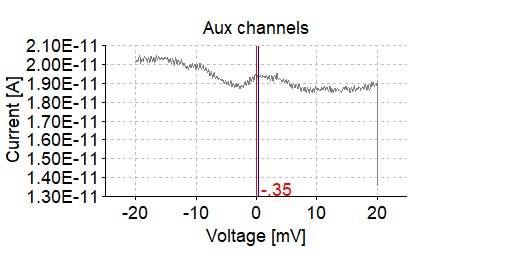 Aux channels
2.10E-11
2.00E-11
1.90E-11
1.80E-11
1.70E-11
1.60E-11
1.50E-11
1.40E-11
1.30E-11
Current [A]
-.35
-20 -10 0 10 20
Voltage [mV]